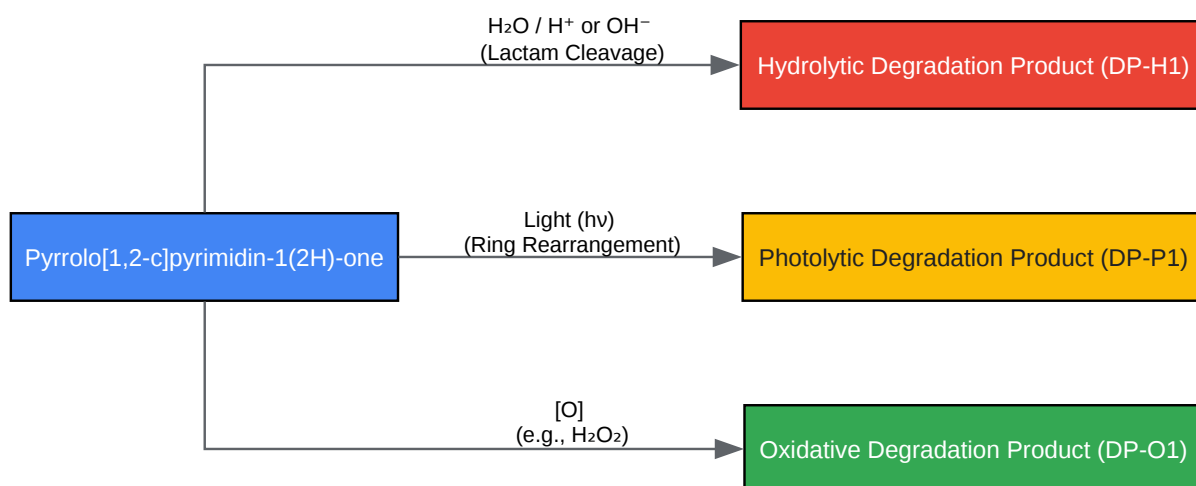 H₂O / H⁺ or OH⁻
(Lactam Cleavage)
Hydrolytic Degradation Product (DP-H1)
Pyrrolo[1,2-c]pyrimidin-1(2H)-one
Light (hν)
(Ring Rearrangement)
Photolytic Degradation Product (DP-P1)
[O]
(e.g., H₂O₂)
Oxidative Degradation Product (DP-O1)